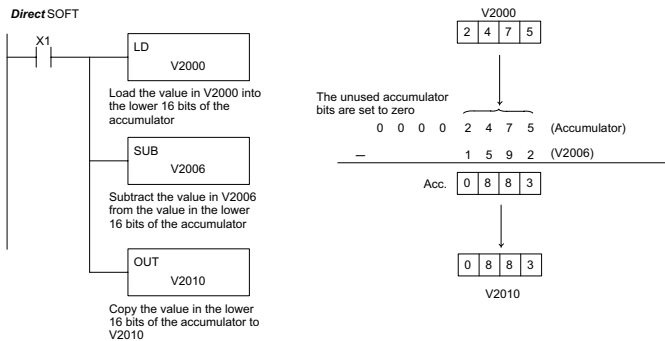 DirectSOFT
X1
LD
V2000
Load the value in V2000 into
the lower 16 bits of the
accumulator
SUB
V2006
Subtract the value in V2006
from the value in the lower
16 bits of the accumulator
OUT
V2010
Copy the value in the lower
16 bits of the accumulator to
V2010
V2000
2 4 7 5
The unused accumulator
bits are set to zero
0 0 0 0 2 4 7 5 (Accumulator)
— 1 5 9 2 (V2006)
Acc. 0 8 8 3
0 8 8 3
V2010